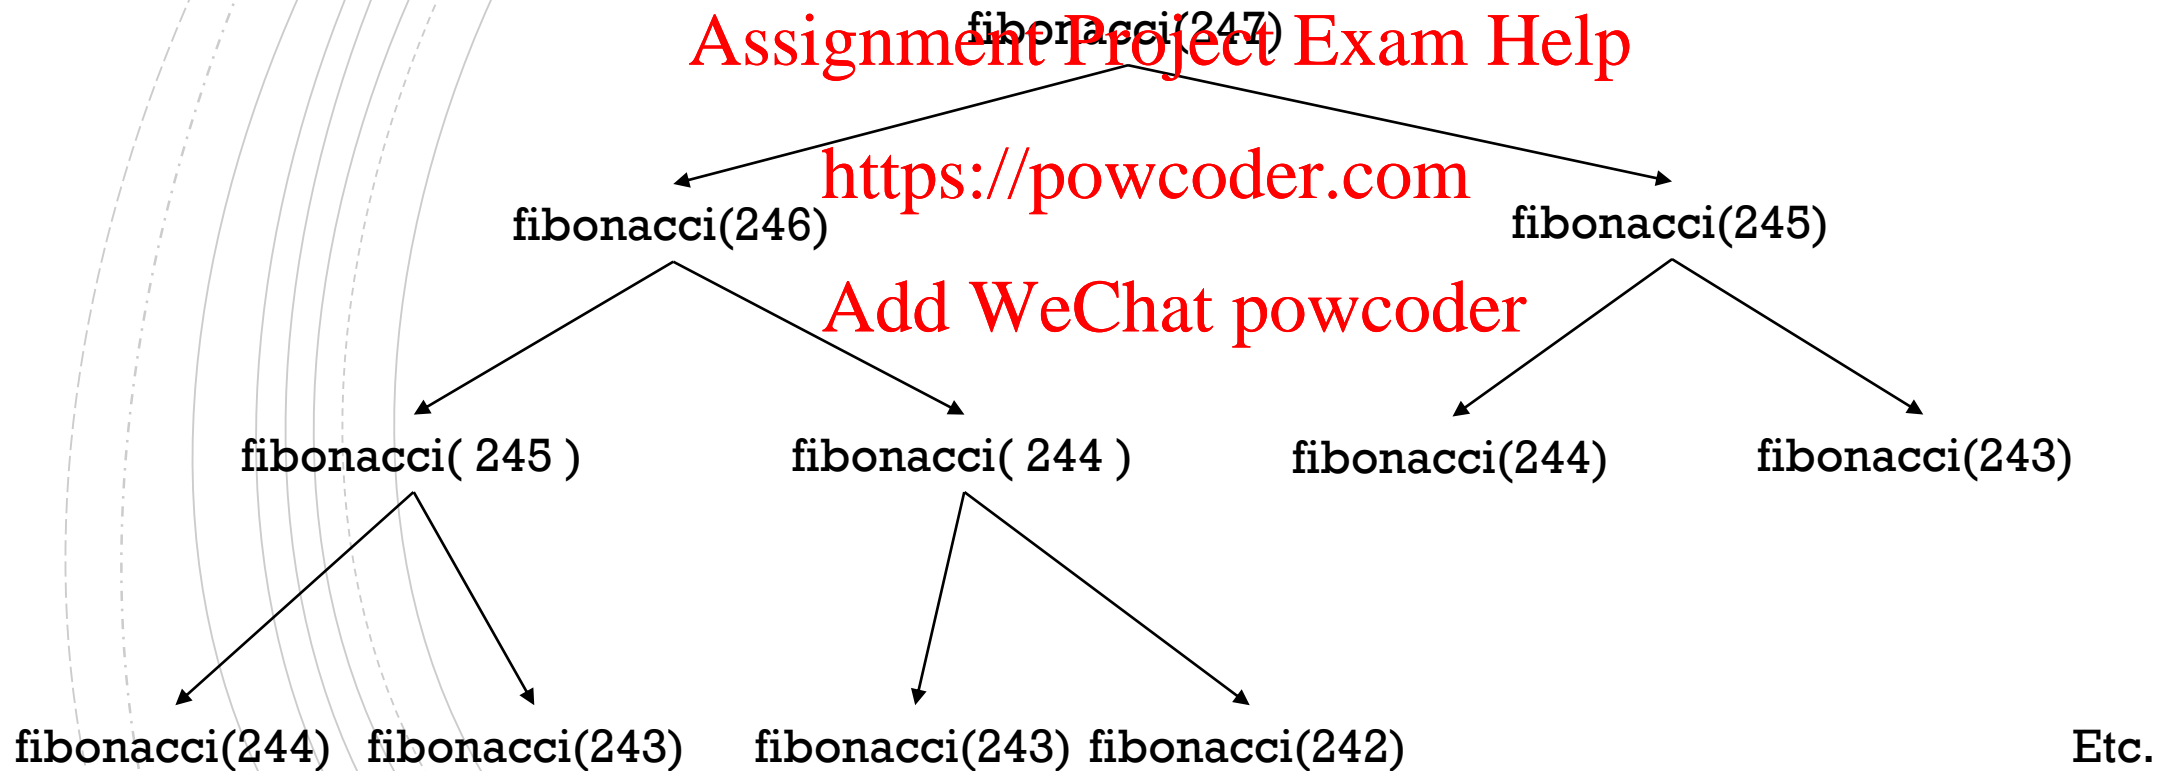 fibonacci(247)
Assignment Project Exam Help
https://powcoder.com
fibonacci(246)
fibonacci(245)
Add WeChat powcoder
fibonacci( 245 )
fibonacci( 244 )
fibonacci(244)
fibonacci(243)
fibonacci(244)
fibonacci(243)
fibonacci(243)
fibonacci(242)
Etc.